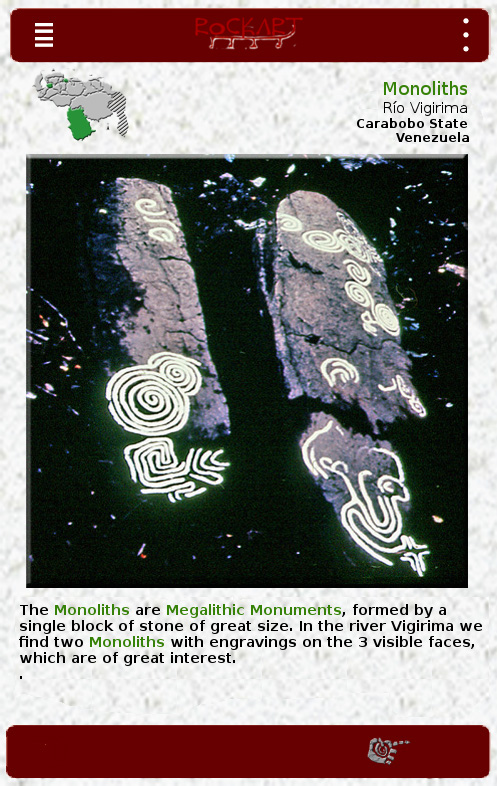 RockArt
Monoliths
Río Vigirima
Carabobo State
Venezuela
The Monoliths are Megalithic Monuments, formed by a
single block of stone of great size. In the river Vigirima we
find two Monoliths with engravings on the 3 visible faces,
which are of great interest.
.